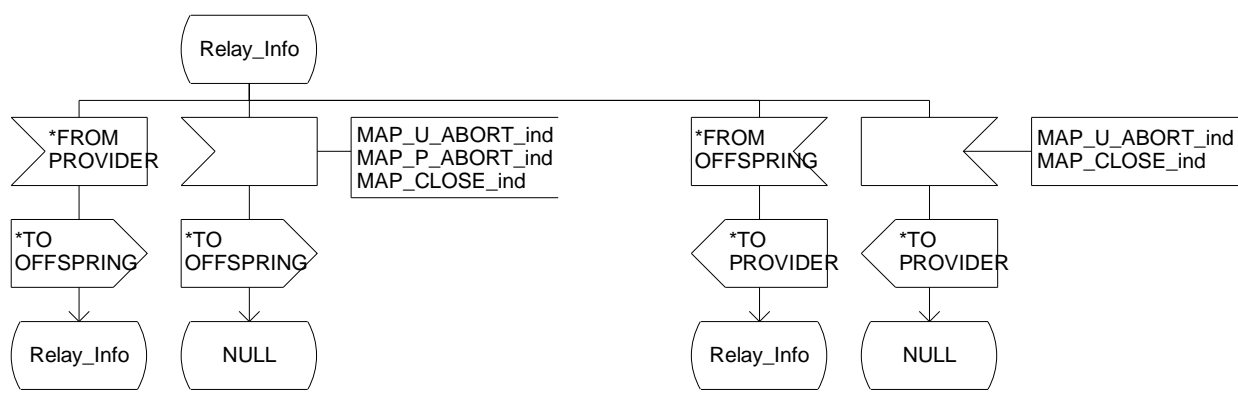 Relay_Info
*FROM
PROVIDER
MAP_U_ABORT_ind
MAP_P_ABORT_ind
MAP_CLOSE_ind
*FROM
OFFSPRING
MAP_U_ABORT_ind
MAP_CLOSE_ind
*TO
OFFSPRING
*TO
OFFSPRING
*TO
PROVIDER
*TO
PROVIDER
Relay_Info
NULL
Relay_Info
NULL